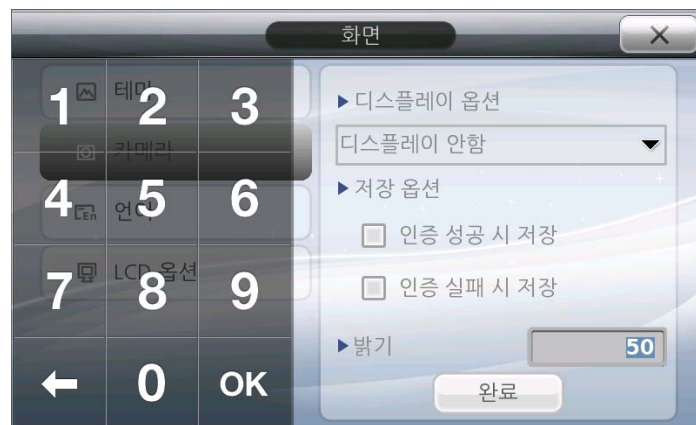 화면
1 2 3
4 5 6
7 8 9
0 OK
테마
카메라
En 언어
LCD 옵션
▶ 디스플레이 옵션
디스플레이 안함
▶ 저장 옵션
인증 성공 시 저장
인증 실패 시 저장
▶ 밝기 50
완료